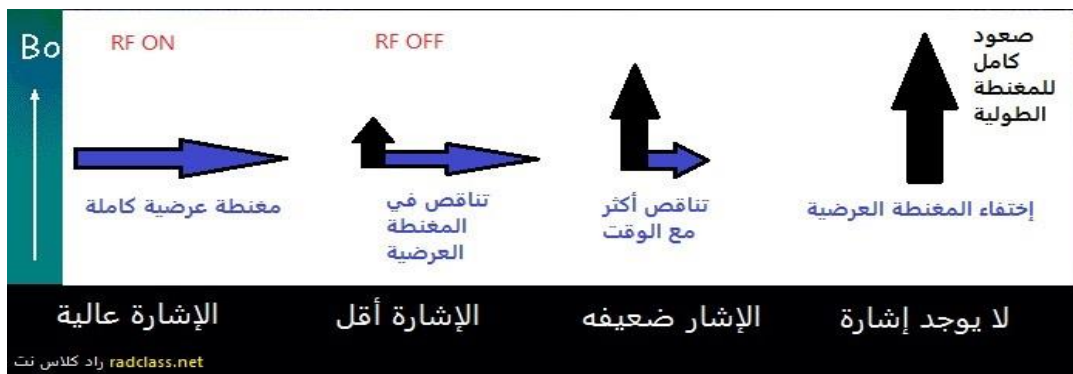 Bo
RF ON
RF OFF
صعود
كامل
للمغنطة
الطولية
مغنطة عرضية كاملة
تناقص في
المغنطة
العرضية
تناقص أكثر
مع الوقت
إختفاء المغنطة العرضية
الإشارة عالية
الإشارة أقل
الإشار ضعيفه
لا يوجد إشارة
راد كلاس نت radclass.net